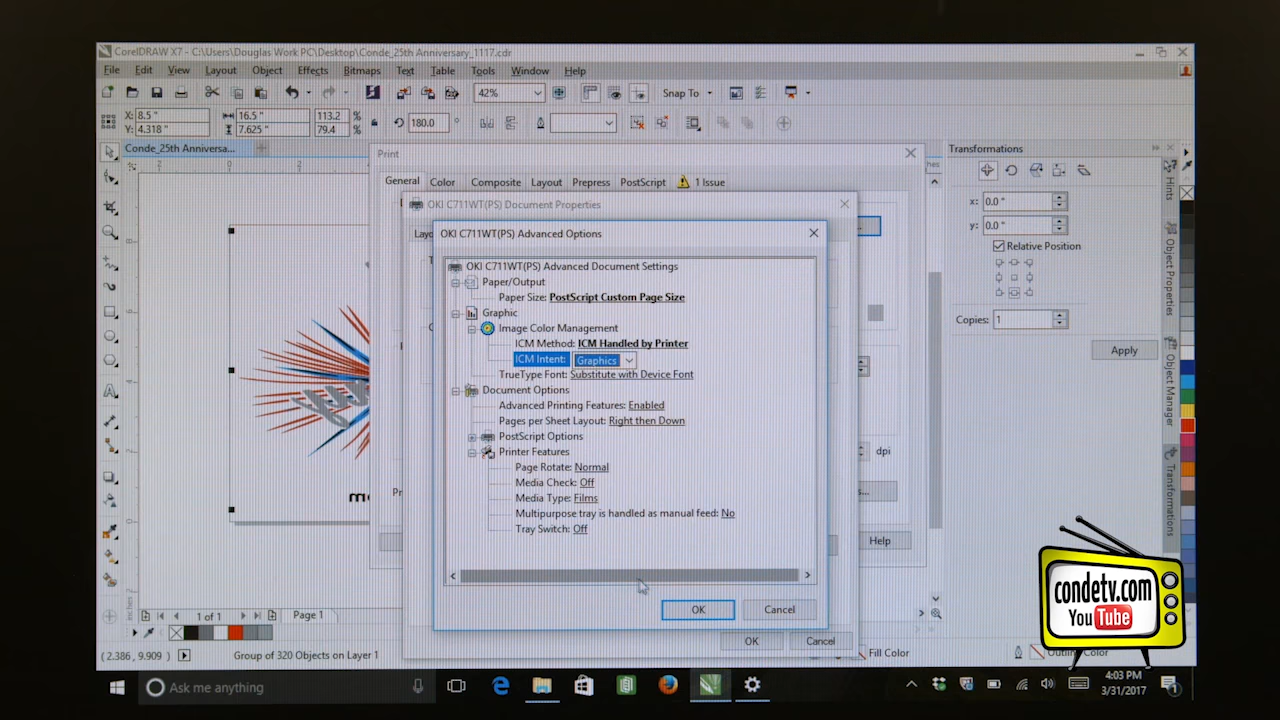 CorelDRAW X7 - C:\Users\Douglas Work PC\Desktop\Conde_25th Anniversary_1117.cdr
File Edit View Layout Object Effects Bitmaps Text Table Tools Window Help
42% Snap To
X: 8.5 " 16.5 " 113.2 %
Y: 4.318 " 7.625 " 79.4 %
180.0 °
Conde_25th Anniversa...
2 0 2
Print
General Color Composite Layout Prepress PostScript 1 Issue
OKI C711WT(PS) Document Properties
OKI C711WT(PS) Advanced Options
OKI C711WT(PS) Advanced Document Settings
Paper/Output
Paper Size: PostScript Custom Page Size
Graphic
Image Color Management
ICM Method: ICM Handled by Printer
ICM Intent: Graphics
TrueType Font: Substitute with Device Font
Document Options
Advanced Printing Features: Enabled
Pages per Sheet Layout: Right then Down
PostScript Options
Printer Features
Page Rotate: Normal
Media Check: Off
Media Type: Films
Multipurpose tray is handled as manual feed: No
Tray Switch: Off
OK Cancel
OK Cancel
dpi
Help
Transformations
x: 0.0 "
y: 0.0 "
Relative Position
Copies: 1
Apply
Hints
Object Properties
Object Manager
Transformations
1 of 1 Page 1
(2.386, 9.909) Group of 320 Objects on Layer 1 Fill Color
condetv.com
YouTube
Ask me anything
4:03 PM
3/31/2017
1